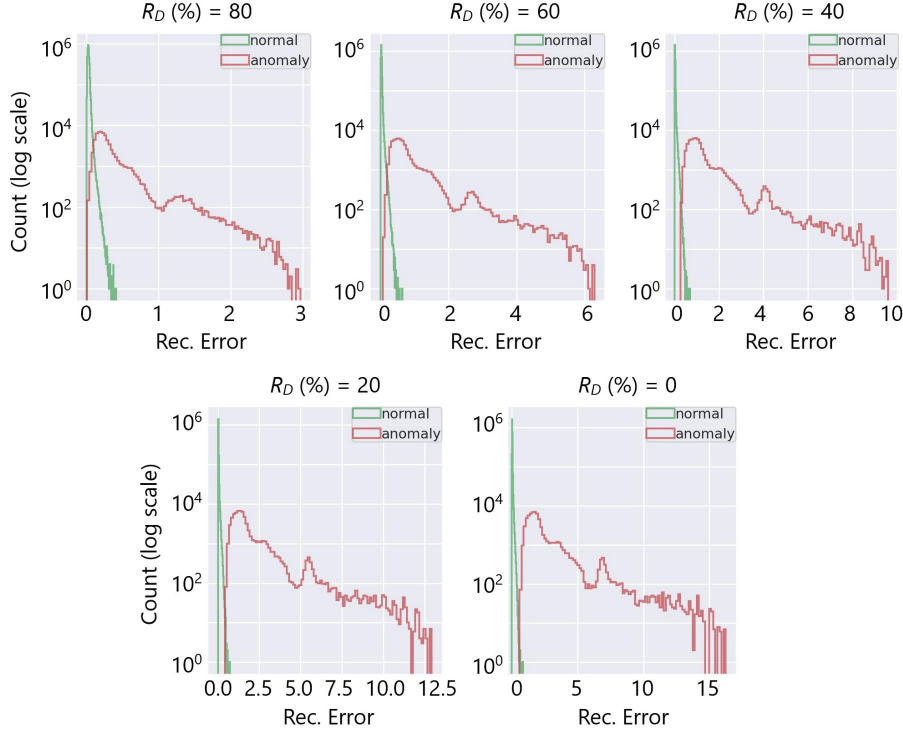 R_D (%) = 80
R_D (%) = 60
R_D (%) = 40
normal
anomaly
normal
anomaly
normal
anomaly
Count (log scale)
10^6
10^4
10^2
10^0
10^6
10^4
10^2
10^0
10^6
10^4
10^2
10^0
0 1 2 3
0 2 4 6
0 2 4 6 8 10
Rec. Error
Rec. Error
Rec. Error
R_D (%) = 20
R_D (%) = 0
normal
anomaly
normal
anomaly
Count (log scale)
10^6
10^4
10^2
10^0
10^6
10^4
10^2
10^0
0.0 2.5 5.0 7.5 10.0 12.5
0 5 10 15
Rec. Error
Rec. Error